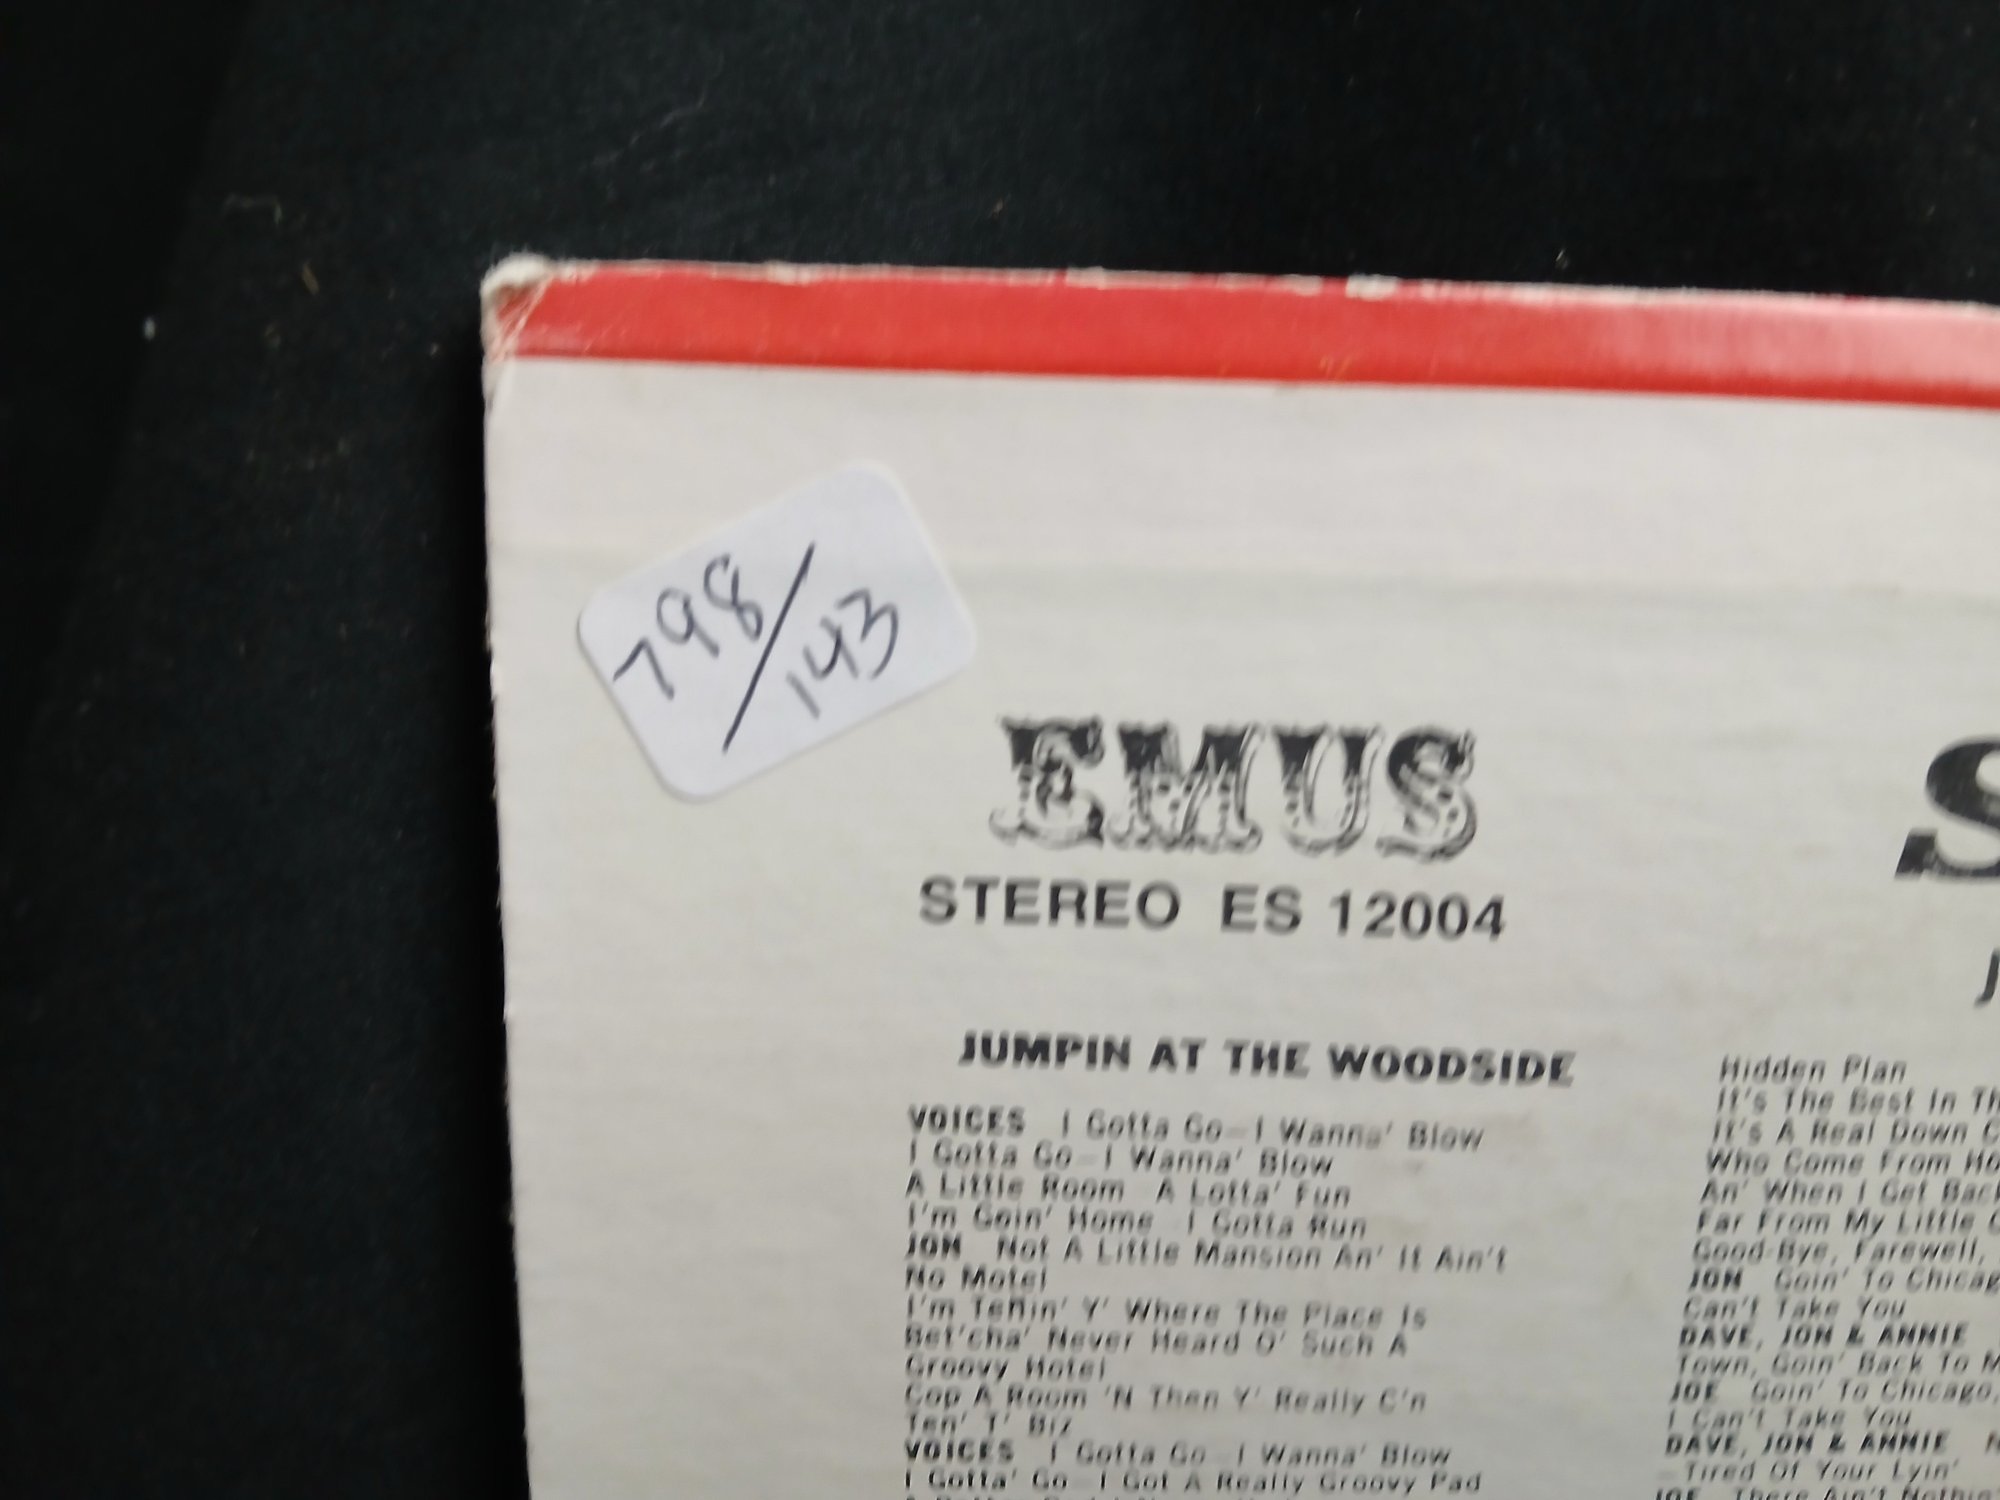 798/143
EMUS
STEREO ES 12004
JUMPIN AT THE WOODSIDE
VOICES I Gotta Go—I Wanna' Blow
I Gotta Go—I Wanna' Blow
A Little Room A Lotta' Fun
I'm Goin' Home I Gotta Run
JON Not A Little Mansion An' It Ain't
No Motel
I'm Tellin' Y' Where The Place Is
Bet'cha' Never Heard O' Such A
Groovy Hotel
Cop A Room 'N Then Y' Really C'n
Ten' T' Biz
VOICES I Gotta Go—I Wanna' Blow
I Gotta' Go—I Got A Really Groovy Pad
Hidden Plan
It's The Best In
It's A Real Down
Who Come From
An' When I Get
Far From My Little
Good-Bye, Farewell,
JON Goin' To
Can't Take You
DAVE, JON & ANNIE
Town, Goin' Back To
JOE Goin' To Chicago,
I Can't Take You
DAVE, JON & ANNIE
—Tired Of Your Lyin'
JOE There Ain't